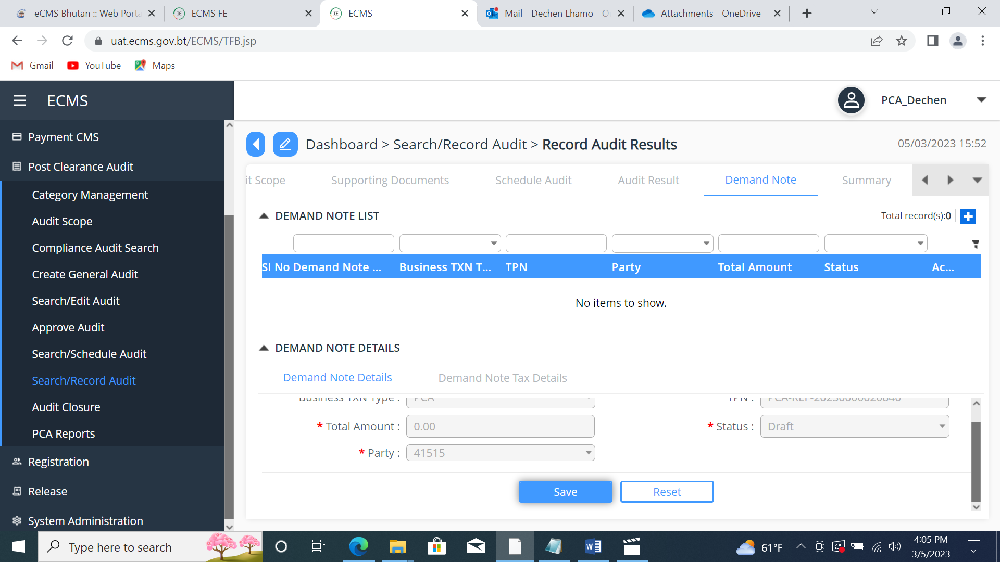 eCMS Bhutan :: Web Porta
ECMS FE
ECMS
Mail - Dechen Lhamo - O
Attachments - OneDrive
uat.ecms.gov.bt/ECMS/TFB.jsp
Gmail
YouTube
Maps
ECMS
PCA_Dechen
Payment CMS
Post Clearance Audit
Category Management
Audit Scope
Compliance Audit Search
Create General Audit
Search/Edit Audit
Approve Audit
Search/Schedule Audit
Search/Record Audit
Audit Closure
PCA Reports
Registration
Release
System Administration
Dashboard > Search/Record Audit > Record Audit Results
05/03/2023 15:52
it Scope
Supporting Documents
Schedule Audit
Audit Result
Demand Note
Summary
DEMAND NOTE LIST
Total record(s):0
Sl No Demand Note ... Business TXN T... TPN Party Total Amount Status Ac...
No items to show.
DEMAND NOTE DETAILS
Demand Note Details
Demand Note Tax Details
Business TXN Type : PCA
TPN :
* Total Amount : 0.00
* Status : Draft
* Party : 41515
Save
Reset
Type here to search
61°F
4:05 PM
3/5/2023